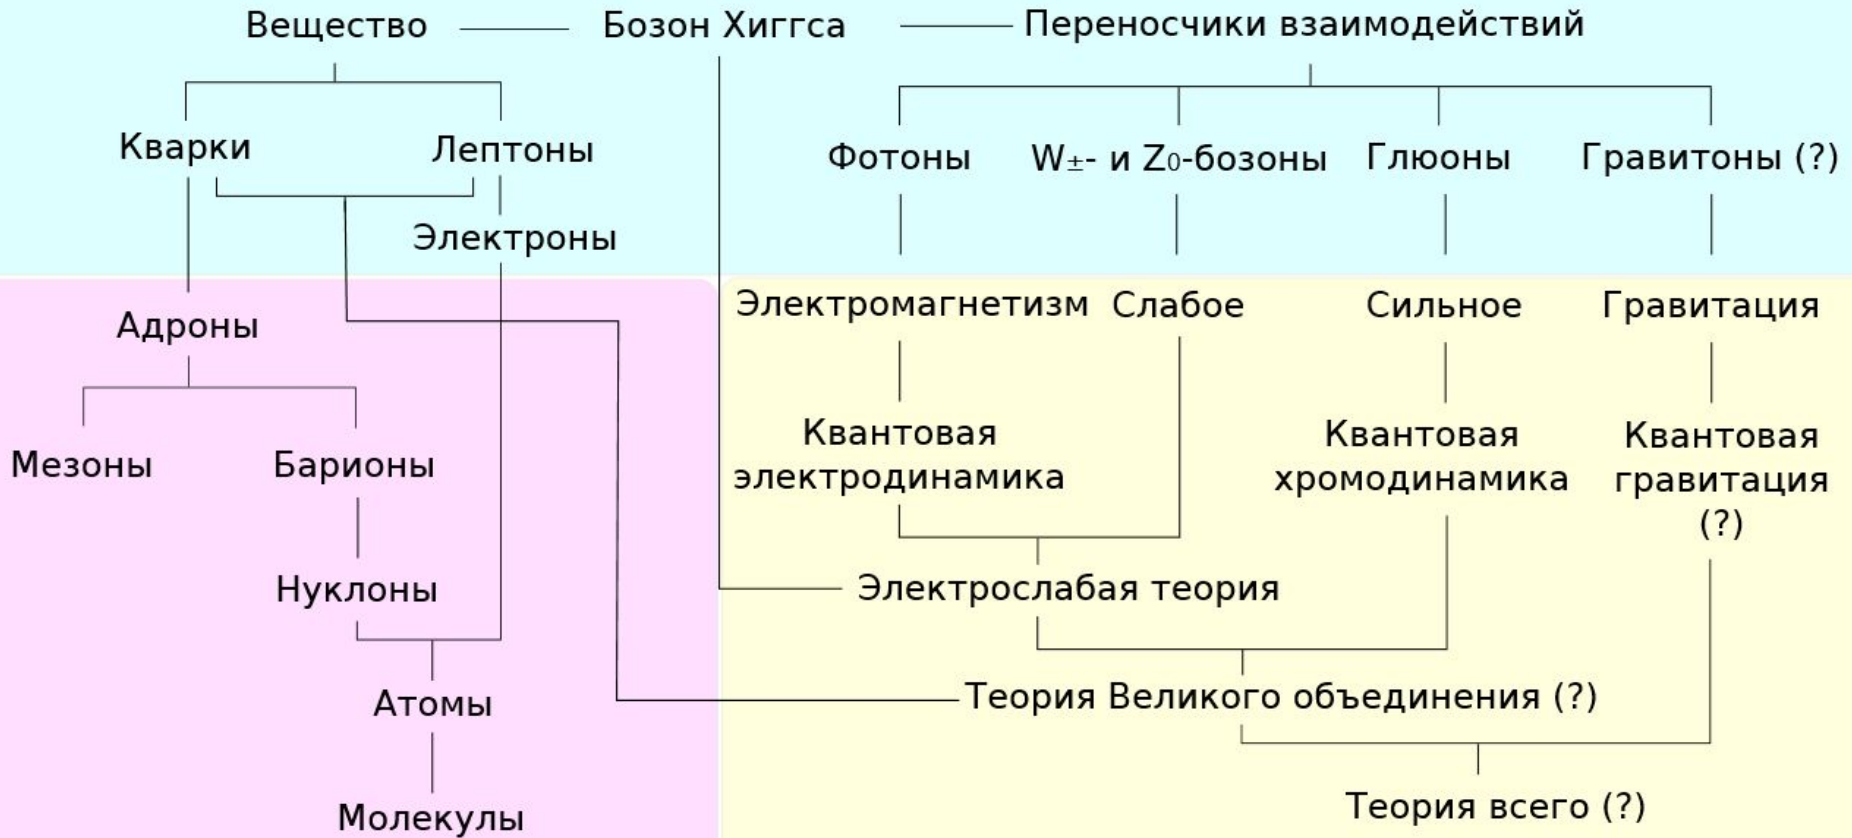 Вещество Бозон Хиггса Переносчики взаимодействий
Кварки Лептоны Фотоны W±- и Z0-бозоны Глюоны Гравитоны (?)
Электроны
Электромагнетизм Слабое Сильное Гравитация
Адроны
Мезоны Барионы
Квантовая
электродинамика
Квантовая
хромодинамика
Квантовая
гравитация
(?)
Нуклоны Электрослабая теория
Атомы Теория Великого объединения (?)
Молекулы Теория всего (?)